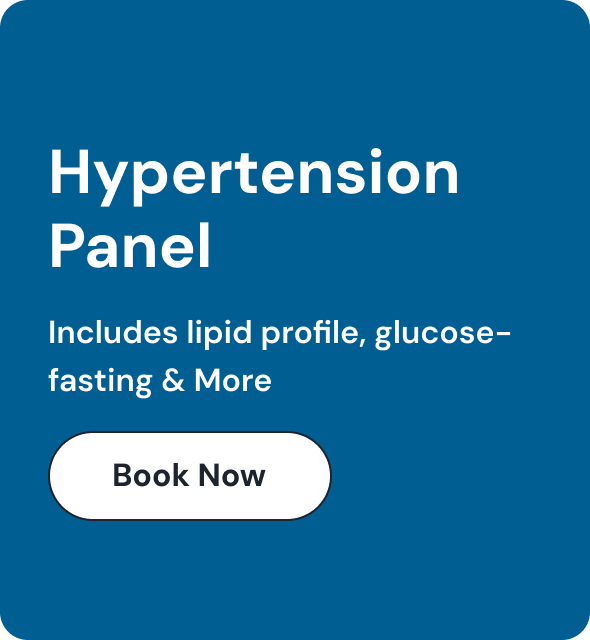 Hypertension
Panel
Includes lipid profile, glucose-
fasting & More
Book Now